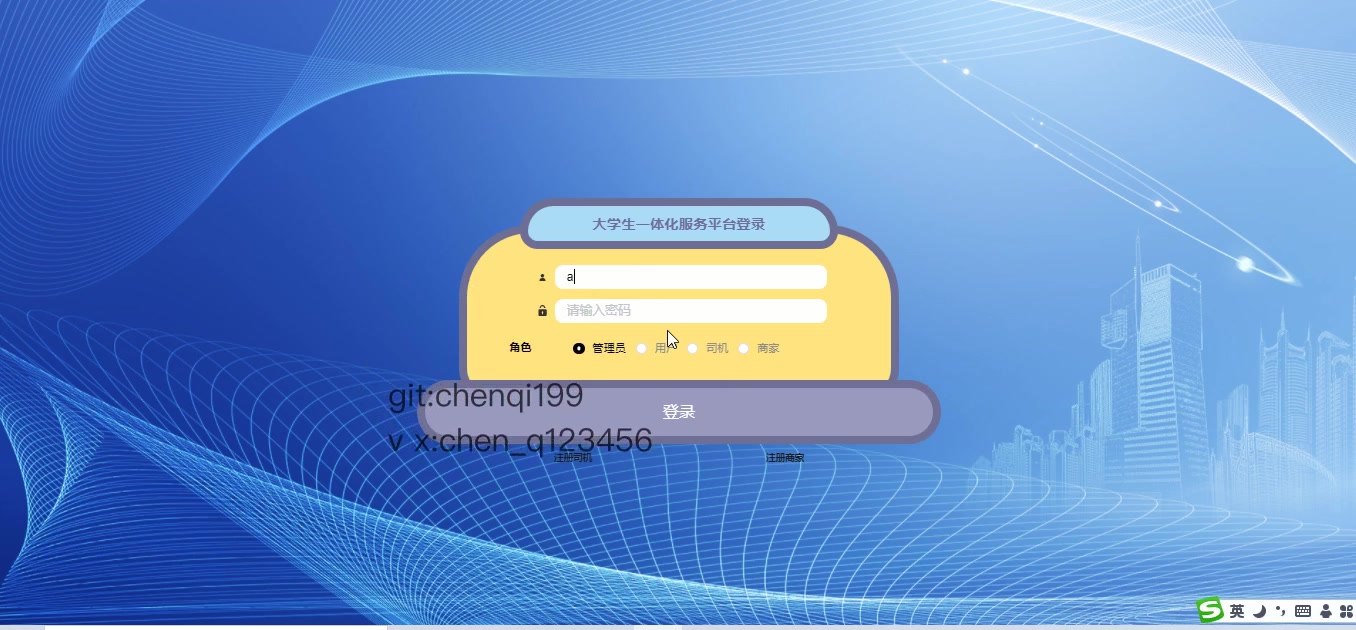 大学生一体化服务平台登录
a
请输入密码
角色 管理员 用户 司机 商家
git:chenqi199
登录
v x:chen_q123456
注册司机 注册商家
英